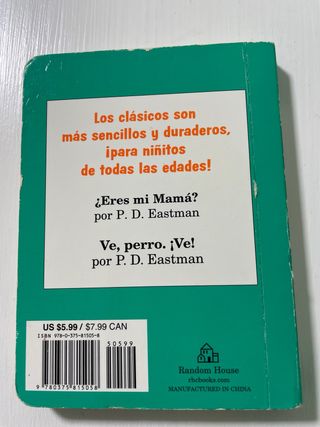 Los clásicos son
más sencillos y duraderos,
¡para niñitos
de todas las edades!
¿Eres mi Mamá?
por P. D. Eastman
Ve, perro. ¡Ve!
por P. D. Eastman
US $5.99 / $7.99 CAN
ISBN 978-0-375-81505-8
50599
9 780375 815058
Random House
rhcbooks.com
MANUFACTURED IN CHINA